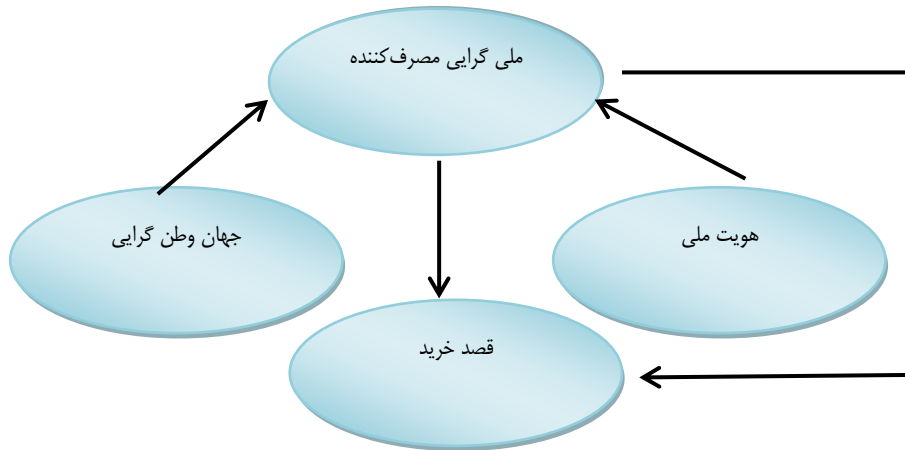 ملی گرایی مصرف‌کننده
جهان وطن گرایی
هویت ملی
قصد خرید